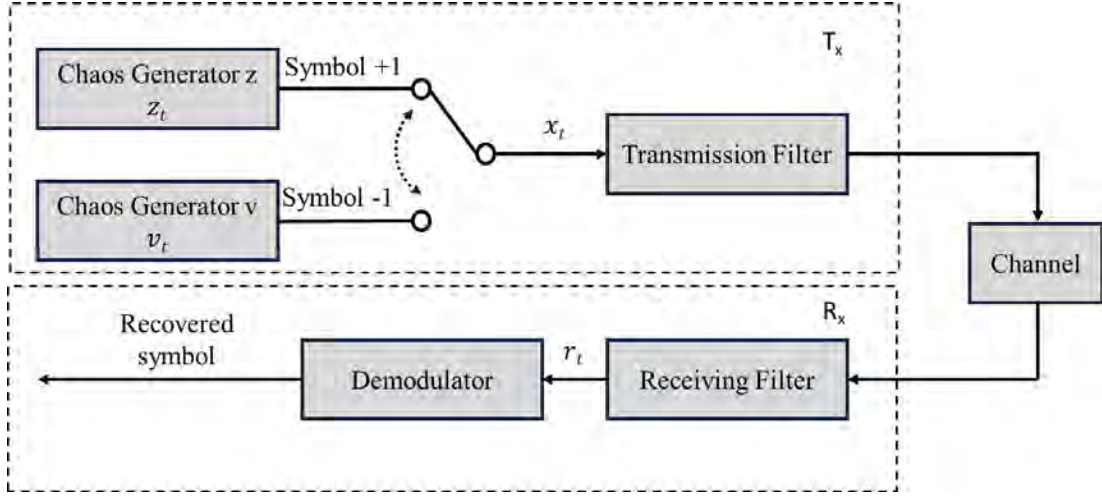 Tₓ
Chaos Generator z
zₜ
Symbol +1
xₜ
Transmission Filter
Chaos Generator v
vₜ
Symbol -1
Channel
Rₓ
Recovered
symbol
Demodulator
rₜ
Receiving Filter